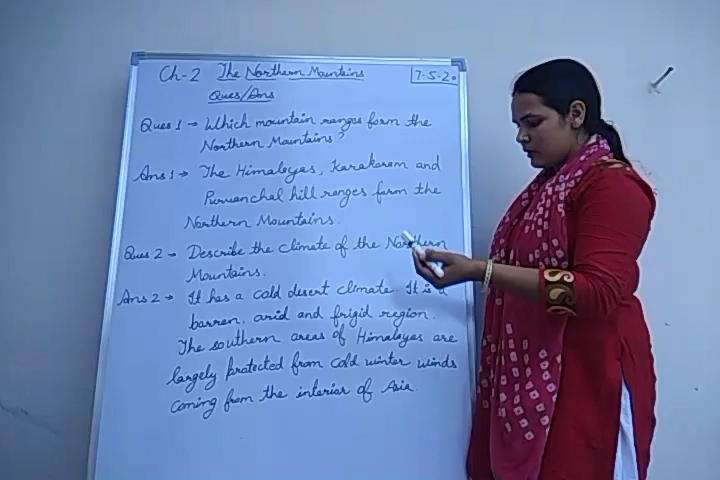 Ch-2 The Northern Mountains 7-5-20
Ques/Ans
Ques 1 → Which mountain ranges form the
Northern Mountains?
Ans 1 → The Himalayas, Karakoram and
Purvanchal hill ranges form the
Northern Mountains.
Ques 2 → Describe the climate of the Northern
Mountains.
Ans 2 → It has a cold desert climate. It is a
barren, arid and frigid region.
The southern areas of Himalayas are
largely protected from cold winter winds
coming from the interior of Asia.